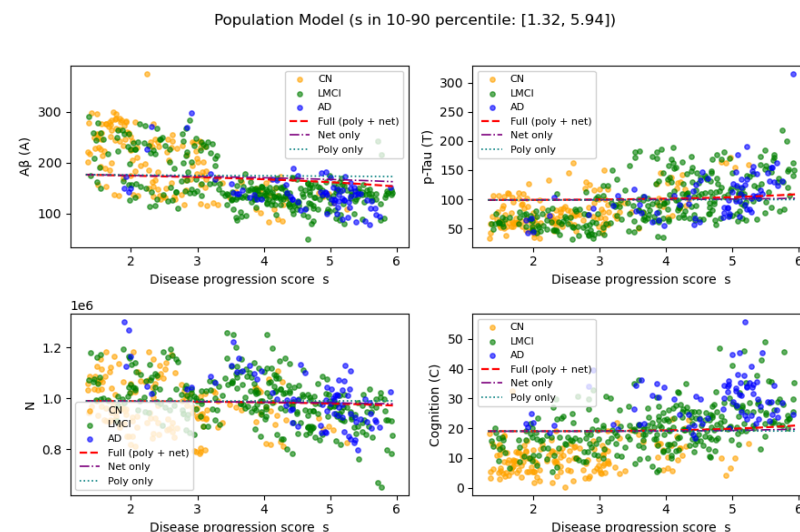 Population Model (s in 10-90 percentile: [1.32, 5.94])
CN
LMCI
AD
Full (poly + net)
Net only
Poly only
300
200
100
Aβ (A)
2 3 4 5 6
Disease progression score s
CN
LMCI
AD
Full (poly + net)
Net only
Poly only
300
250
200
150
100
50
p-Tau (T)
2 3 4 5 6
Disease progression score s
1e6
1.2
1.0
0.8
N
CN
LMCI
AD
Full (poly + net)
Net only
Poly only
2 3 4 5 6
Disease progression score s
CN
LMCI
AD
Full (poly + net)
Net only
Poly only
50
40
30
20
10
0
Cognition (C)
2 3 4 5 6
Disease progression score s